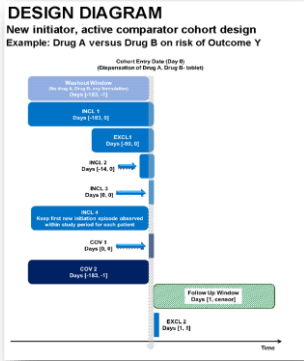 DESIGN DIAGRAM
New initiator, active comparator cohort design
Example: Drug A versus Drug B on risk of Outcome Y
Cohort Entry Date (Day 0)
(Dispensation of Drug A, Drug B- tablet)
Washout Window
(No drug A, Drug B- any formulation)
Days [-183, -1]
INCL 1
Days [-183, 0]
EXCL1
Days [-90, 0]
INCL 2
Days [-14, 0]
INCL 3
Days [0, 0]
INCL 4
Keep first new initiation episode observed
within study period for each patient
COV 1
Days [0, 0]
COV 2
Days [-183, -1]
Follow Up Window
Days [1, censor]
EXCL 2
Days [1, 1]
Time